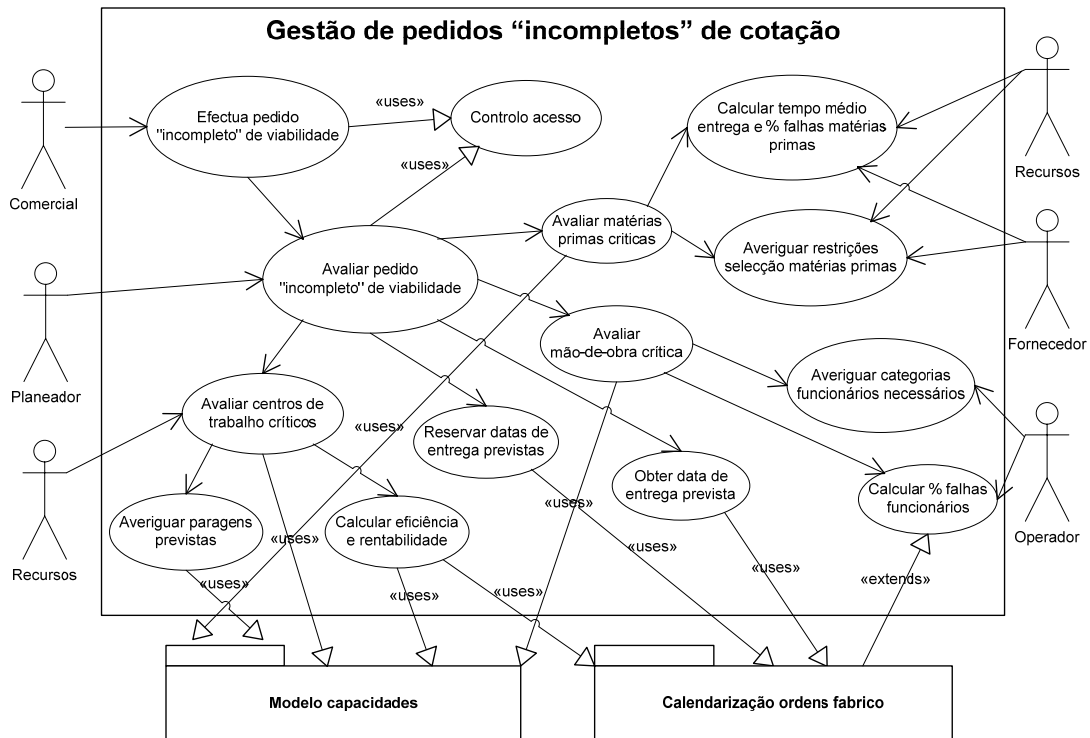 Gestão de pedidos “incompletos” de cotação
Efectua pedido
"incompleto" de viabilidade
«uses»
Controlo acesso
Calcular tempo médio
entrega e % falhas matérias
primas
Comercial
Recursos
«uses»
Avaliar matérias
primas criticas
Averiguar restrições
selecção matérias primas
Avaliar pedido
"incompleto" de viabilidade
Planeador
Fornecedor
Avaliar
mão-de-obra crítica
Averiguar categorias
funcionários necessários
Avaliar centros de
trabalho críticos
«uses»
Reservar datas de
entrega previstas
Obter data de
entrega prevista
Calcular % falhas
funcionários
Averiguar paragens
previstas
Calcular eficiência
e rentabilidade
«uses»
«uses»
Operador
Recursos
«uses»
«uses»
«uses»
«uses»
«uses»
«uses»
«extends»
Modelo capacidades
Calendarização ordens fabrico